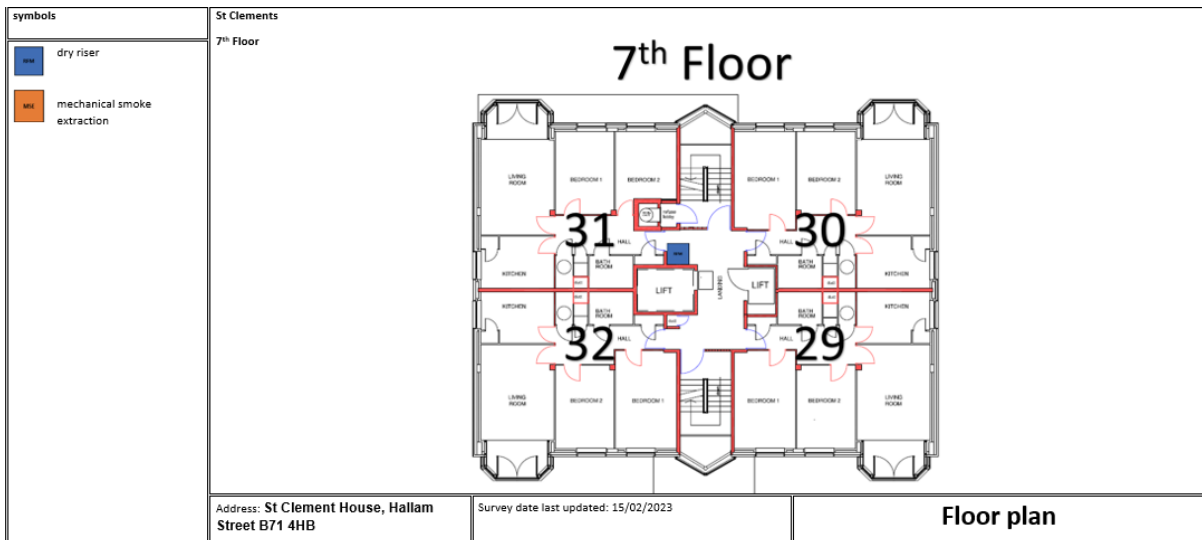 symbols
dry riser
MSE
mechanical smoke
extraction
St Clements
7th Floor
7th Floor
LIVING
ROOM
BEDROOM 1
BEDROOM 2
BEDROOM 1
BEDROOM 2
LIVING
ROOM
31
HALL
30
HALL
KITCHEN
BATH
ROOM
LIFT
LANDING
LIFT
BATH
ROOM
KITCHEN
KITCHEN
BATH
ROOM
BATH
ROOM
KITCHEN
32
HALL
HALL
29
LIVING
ROOM
BEDROOM 2
BEDROOM 1
BEDROOM 1
BEDROOM 2
LIVING
ROOM
Address: St Clement House, Hallam
Street B71 4HB
Survey date last updated: 15/02/2023
Floor plan